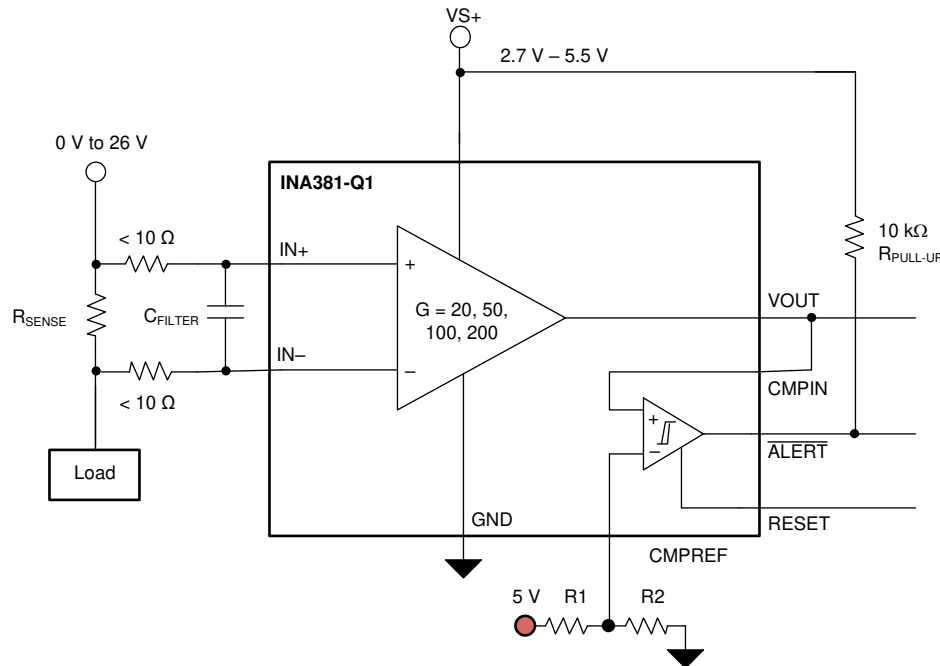 VS+
2.7 V – 5.5 V
0 V to 26 V
INA381-Q1
< 10 Ω
IN+
10 kΩ
RPULL-UP
+
RSENSE
CFILTER
G = 20, 50,
100, 200
VOUT
IN–
–
CMPIN
< 10 Ω
+
–
ALERT
Load
GND
RESET
CMPREF
5 V
R1
R2